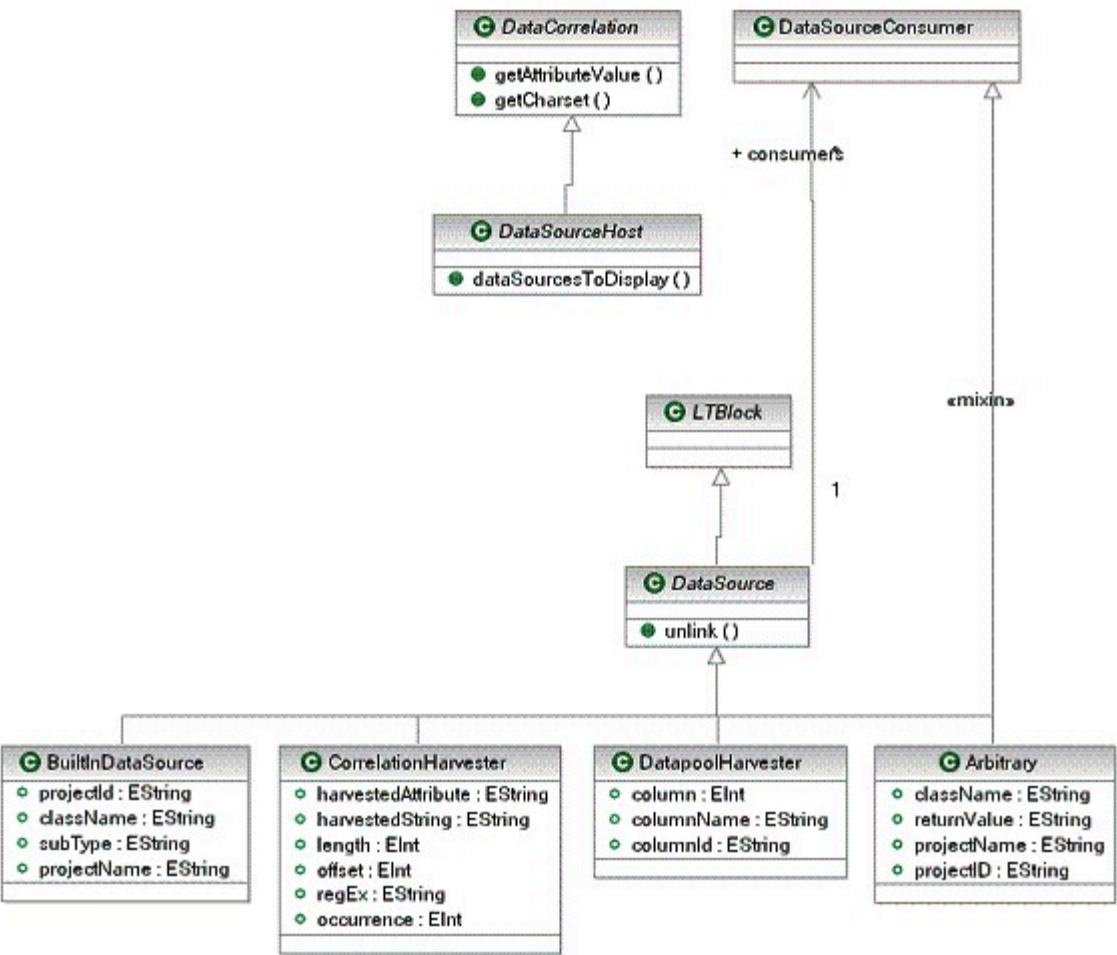 DataCorrelation
getAttributeValue ( )
getCharset ( )
DataSourceConsumer
+ consumers
*
DataSourceHost
dataSourcesToDisplay ( )
«mixin»
LTBlock
1
DataSource
unlink ( )
BuiltInDataSource
projectId : EString
className : EString
subType : EString
projectName : EString
CorrelationHarvester
harvestedAttribute : EString
harvestedString : EString
length : EInt
offset : EInt
regEx : EString
occurrence : EInt
DatapoolHarvester
column : EInt
columnName : EString
columnId : EString
Arbitrary
className : EString
returnValue : EString
projectName : EString
projectID : EString